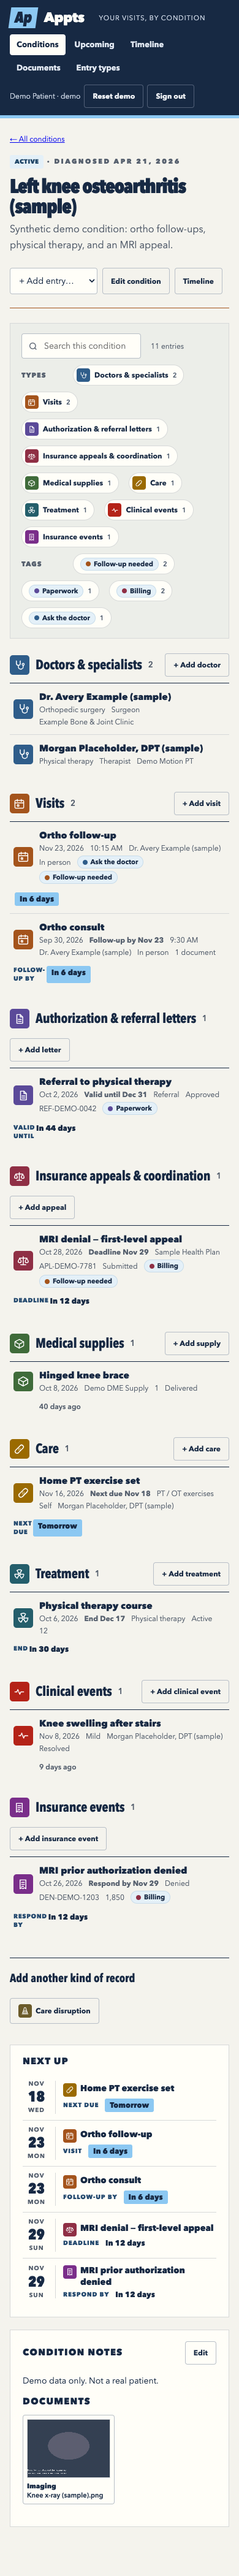 Ap Appts YOUR VISITS, BY CONDITION
Conditions Upcoming Timeline
Documents Entry types
Demo Patient · demo Reset demo Sign out
← All conditions
ACTIVE • DIAGNOSED APR 21, 2026
Left knee osteoarthritis
(sample)
Synthetic demo condition: ortho follow-ups,
physical therapy, and an MRI appeal.
+ Add entry... Edit condition Timeline
Search this condition 11 entries
TYPES Doctors & specialists 2
Visits 2
Authorization & referral letters 1
Insurance appeals & coordination 1
Medical supplies 1 Care 1
Treatment 1 Clinical events 1
Insurance events 1
TAGS Follow-up needed 2
Paperwork 1 Billing 2
Ask the doctor 1
Doctors & specialists 2 + Add doctor
Dr. Avery Example (sample)
Orthopedic surgery Surgeon
Example Bone & Joint Clinic
Morgan Placeholder, DPT (sample)
Physical therapy Therapist Demo Motion PT
Visits 2 + Add visit
Ortho follow-up
Nov 23, 2026 10:15 AM Dr. Avery Example (sample)
In person Ask the doctor
Follow-up needed
In 6 days
Ortho consult
Sep 30, 2026 Follow-up by Nov 23 9:30 AM
Dr. Avery Example (sample) In person 1 document
FOLLOW-UP BY In 6 days
Authorization & referral letters 1
+ Add letter
Referral to physical therapy
Oct 2, 2026 Valid until Dec 31 Referral Approved
REF-DEMO-0042 Paperwork
VALID UNTIL In 44 days
Insurance appeals & coordination 1
+ Add appeal
MRI denial — first-level appeal
Oct 28, 2026 Deadline Nov 29 Sample Health Plan
APL-DEMO-7781 Submitted Billing
Follow-up needed
DEADLINE In 12 days
Medical supplies 1 + Add supply
Hinged knee brace
Oct 8, 2026 Demo DME Supply 1 Delivered
40 days ago
Care 1 + Add care
Home PT exercise set
Nov 16, 2026 Next due Nov 18 PT / OT exercises
Self Morgan Placeholder, DPT (sample)
NEXT DUE Tomorrow
Treatment 1 + Add treatment
Physical therapy course
Oct 6, 2026 End Dec 17 Physical therapy Active
12
END In 30 days
Clinical events 1 + Add clinical event
Knee swelling after stairs
Nov 8, 2026 Mild Morgan Placeholder, DPT (sample)
Resolved
9 days ago
Insurance events 1
+ Add insurance event
MRI prior authorization denied
Oct 26, 2026 Respond by Nov 29 Denied
DEN-DEMO-1203 1,850 Billing
RESPOND BY In 12 days
Add another kind of record
Care disruption
NEXT UP
NOV 18 WED Home PT exercise set
NEXT DUE Tomorrow
NOV 23 MON Ortho follow-up
VISIT In 6 days
NOV 23 MON Ortho consult
FOLLOW-UP BY In 6 days
NOV 29 SUN MRI denial — first-level appeal
DEADLINE In 12 days
NOV 29 SUN MRI prior authorization
denied
RESPOND BY In 12 days
CONDITION NOTES Edit
Demo data only. Not a real patient.
DOCUMENTS
Imaging
Knee x-ray (sample).png